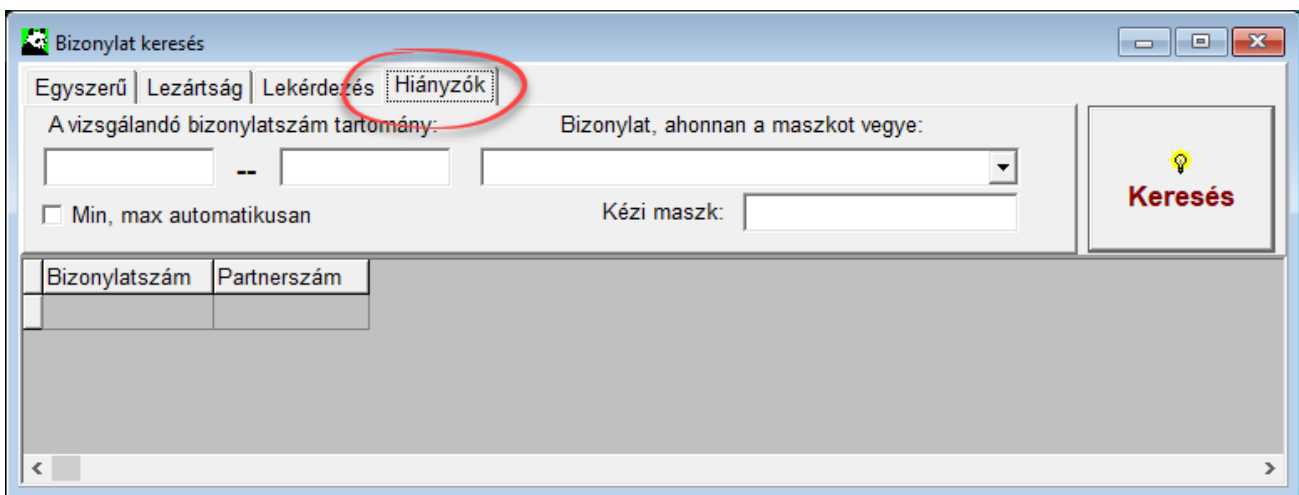 Bizonylat keresés
Egyszerű Lezártság Lekérdezés Hiányzók
A vizsgálandó bizonylatszám tartomány: Bizonylat, ahonnan a maszkot vegye:
--
Keresés
Min, max automatikusan Kézi maszk:
Bizonylatszám Partnerszám